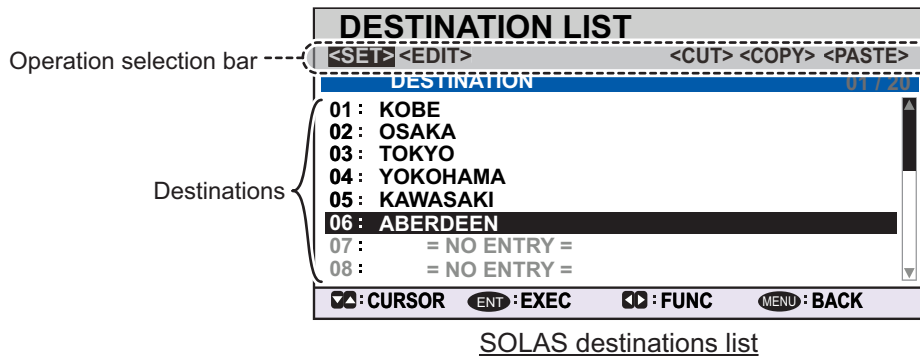 DESTINATION LIST
Operation selection bar
<SET> <EDIT> <CUT> <COPY> <PASTE>
DESTINATION 01 / 20
Destinations
01 : KOBE
02 : OSAKA
03 : TOKYO
04 : YOKOHAMA
05 : KAWASAKI
06 : ABERDEEN
07 : = NO ENTRY =
08 : = NO ENTRY =
▼▲ : CURSOR ENT : EXEC ◀▶ : FUNC MENU : BACK
SOLAS destinations list